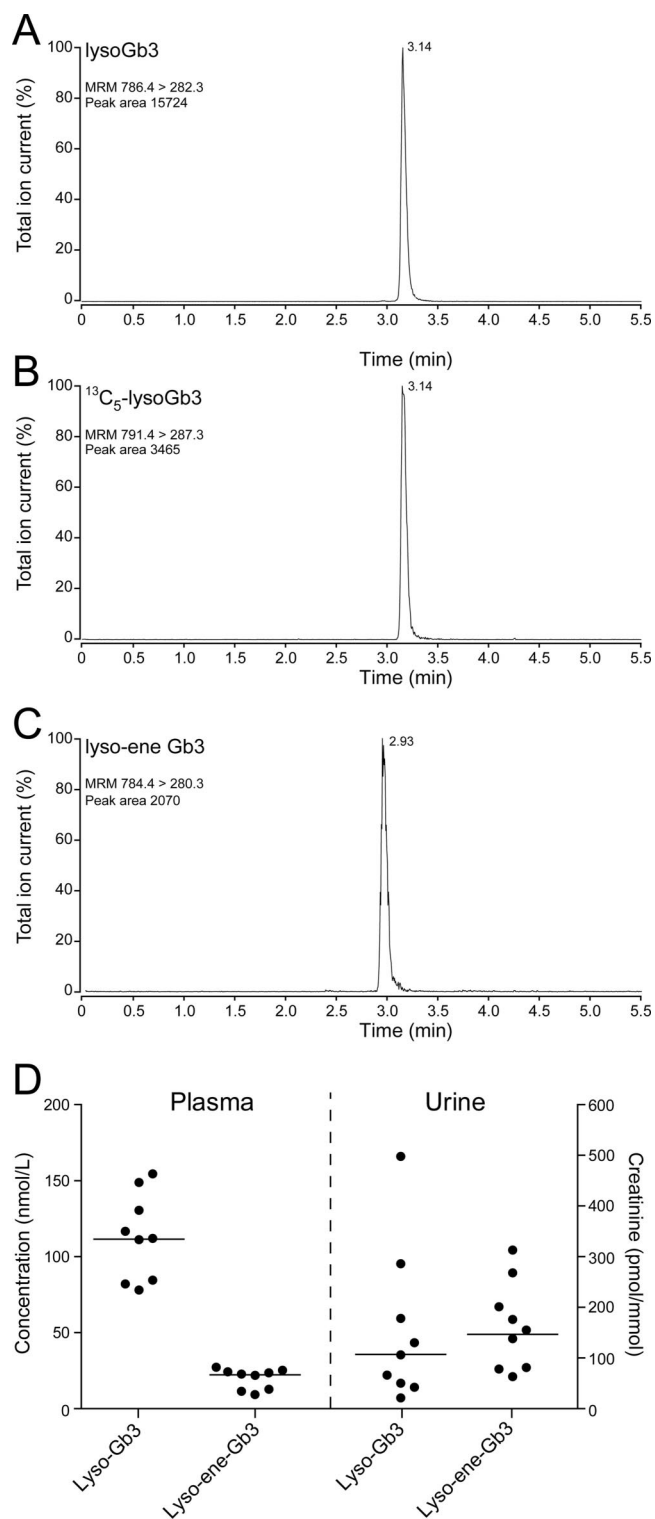 A
lysoGb3
MRM 786.4 > 282.3
Peak area 15724
3.14
Total ion current (%)
100
80
60
40
20
0
0 0.5 1.0 1.5 2.0 2.5 3.0 3.5 4.0 4.5 5.0 5.5
Time (min)
B
¹³C₅-lysoGb3
MRM 791.4 > 287.3
Peak area 3465
3.14
Total ion current (%)
100
80
60
40
20
0
0 0.5 1.0 1.5 2.0 2.5 3.0 3.5 4.0 4.5 5.0 5.5
Time (min)
C
lyso-ene Gb3
MRM 784.4 > 280.3
Peak area 2070
2.93
Total ion current (%)
100
80
60
40
20
0
0 0.5 1.0 1.5 2.0 2.5 3.0 3.5 4.0 4.5 5.0 5.5
Time (min)
D
Plasma
Urine
Concentration (nmol/L)
200
150
100
50
0
600
500
400
300
200
100
0
Creatinine (pmol/mmol)
Lyso-Gb3
Lyso-ene-Gb3
Lyso-Gb3
Lyso-ene-Gb3